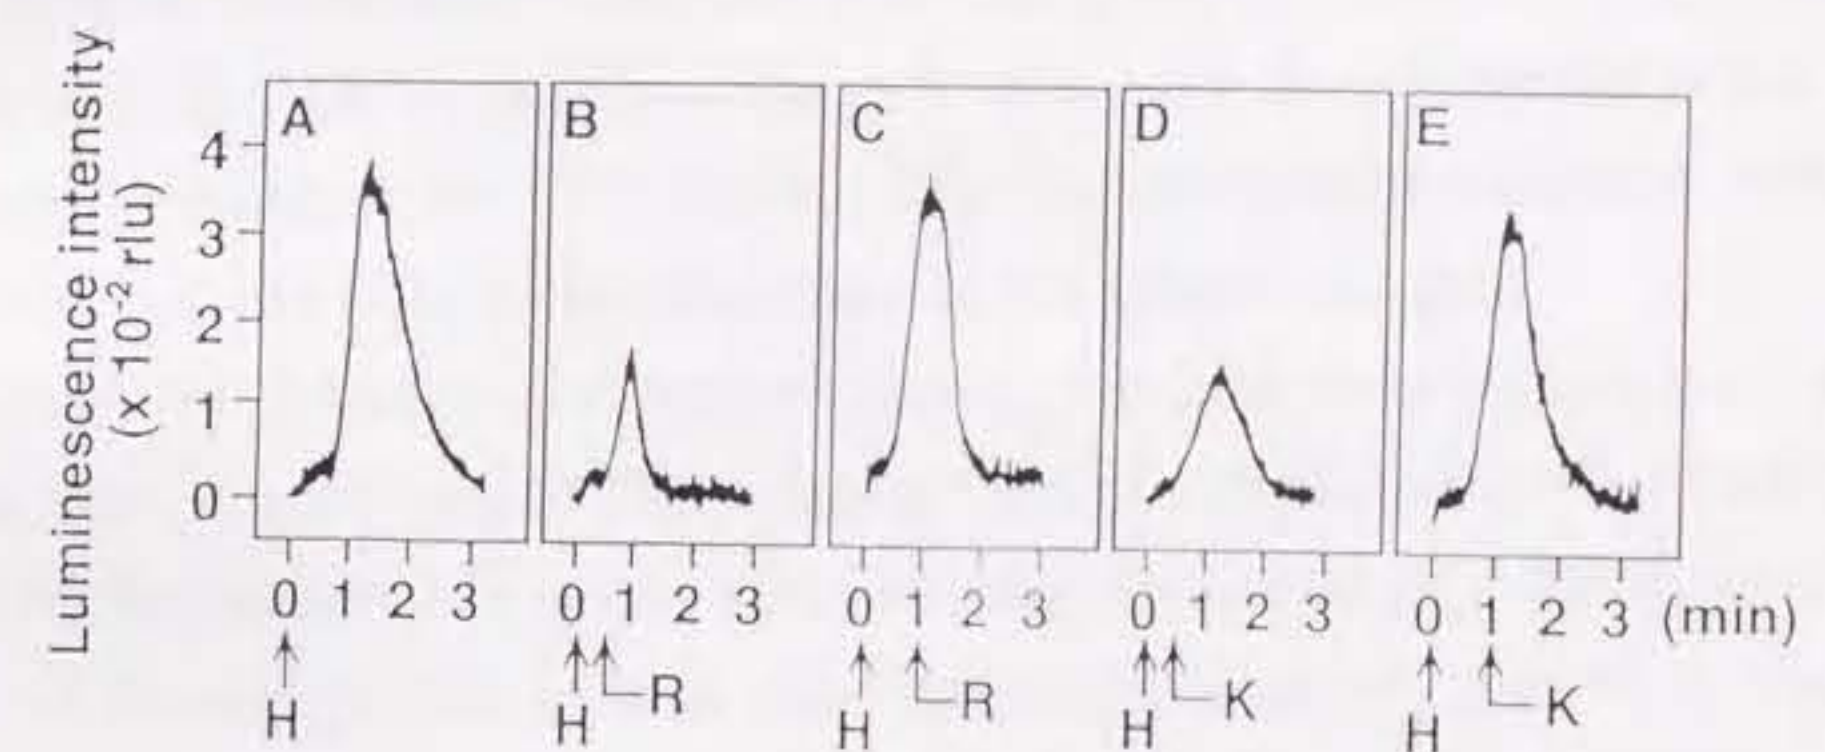 Luminescence intensity
(x 10⁻² rlu)
A B C D E
4
3
2
1
0
0 1 2 3 0 1 2 3 0 1 2 3 0 1 2 3 0 1 2 3 (min)
H H R H R H K H K